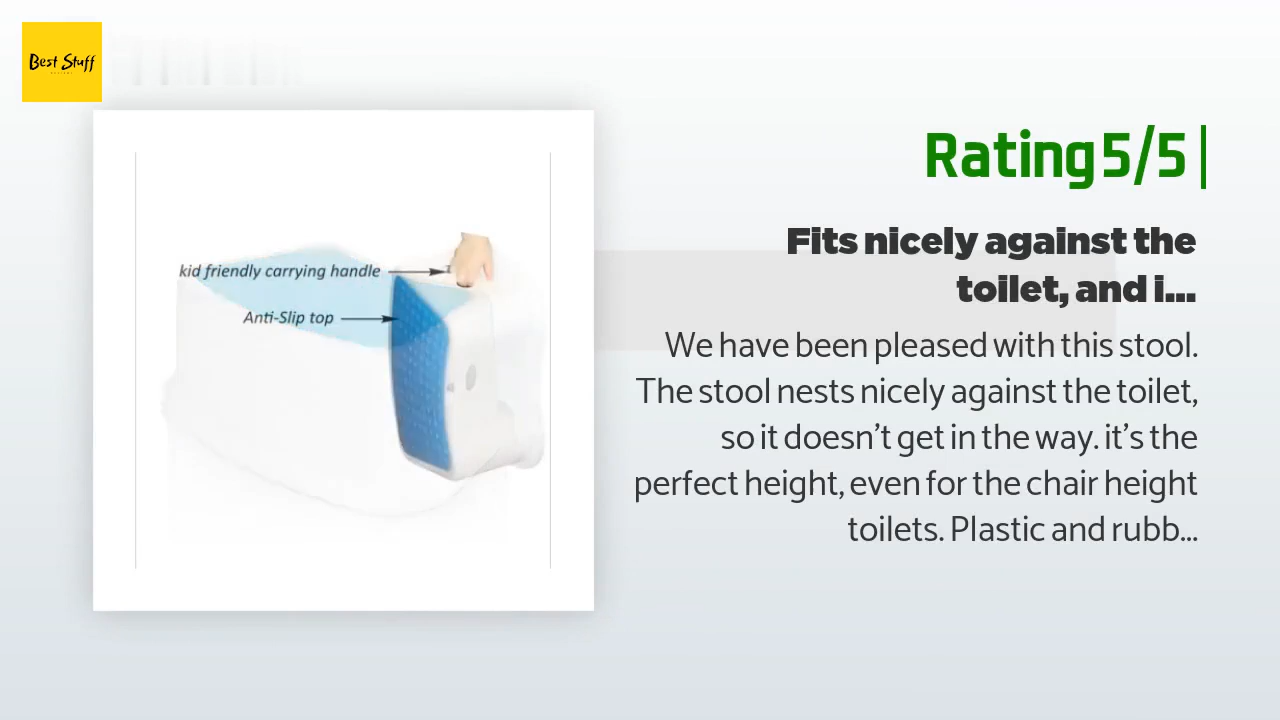 Best Stuff
kid friendly carrying handle
Anti-Slip top
Rating 5/5 |
Fits nicely against the
toilet, and i...
We have been pleased with this stool.
The stool nests nicely against the toilet,
so it doesn't get in the way. it's the
perfect height, even for the chair height
toilets. Plastic and rubb...